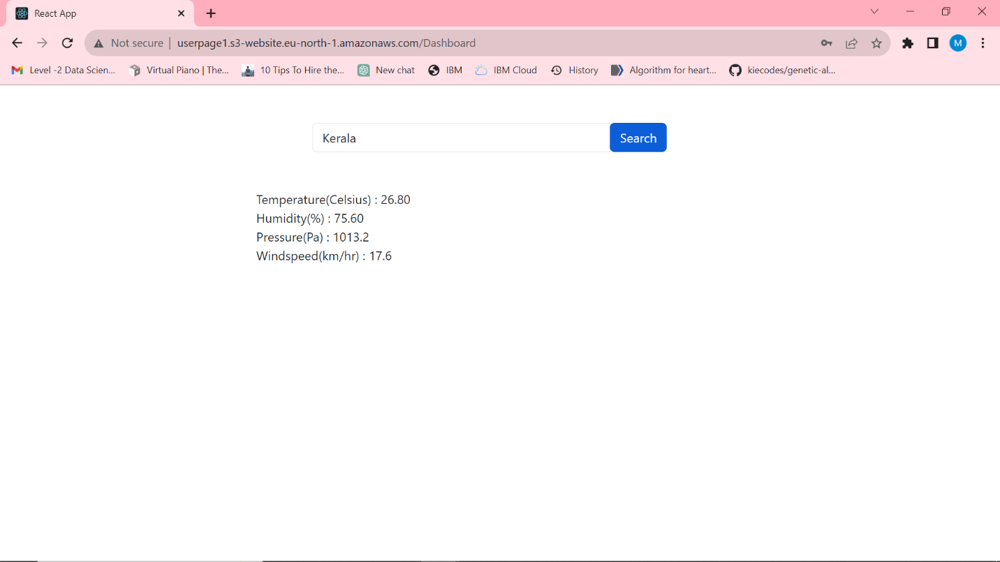 React App
Not secure | userpage1.s3-website.eu-north-1.amazonaws.com/Dashboard
M
Level -2 Data Scien... Virtual Piano | The... 10 Tips To Hire the... New chat IBM IBM Cloud History Algorithm for heart... kiecodes/genetic-al...
Kerala Search
Temperature(Celsius) : 26.80
Humidity(%) : 75.60
Pressure(Pa) : 1013.2
Windspeed(km/hr) : 17.6